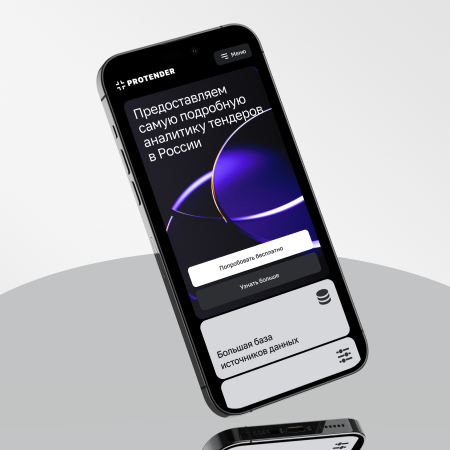 PROTENDER
Меню
Предоставляем
самую подробную
аналитику тендеров
в России
Попробовать бесплатно
Узнать больше
Большая база
источников данных